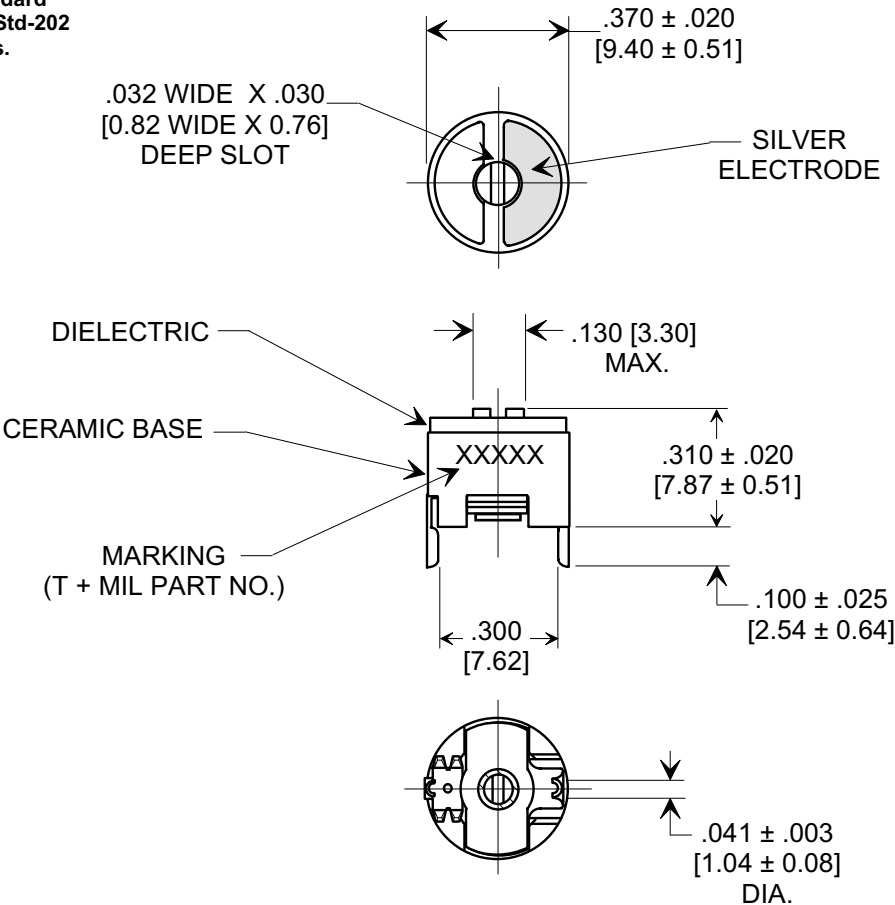 Std-202
.370 ± .020
[9.40 ± 0.51]
.032 WIDE X .030
[0.82 WIDE X 0.76]
DEEP SLOT
SILVER
ELECTRODE
DIELECTRIC
.130 [3.30]
MAX.
CERAMIC BASE
XXXXX
.310 ± .020
[7.87 ± 0.51]
MARKING
(T + MIL PART NO.)
.100 ± .025
[2.54 ± 0.64]
.300
[7.62]
.041 ± .003
[1.04 ± 0.08]
DIA.